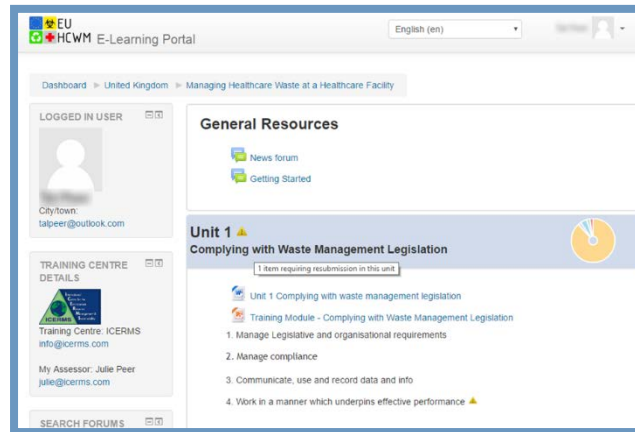 EU
HCWM E-Learning Portal
English (en)
Dashboard
United Kingdom
Managing Healthcare Waste at a Healthcare Facility
LOGGED IN USER
City/town:
talpeer@outlook.com
TRAINING CENTRE
DETAILS
ICERMS
Training Centre: ICERMS
info@icerms.com
My Assessor: Julie Peer
julie@icerms.com
SEARCH FORUMS
General Resources
News forum
Getting Started
Unit 1
Complying with Waste Management Legislation
1 item requiring resubmission in this unit
Unit 1 Complying with waste management legislation
Training Module - Complying with Waste Management Legislation
1. Manage Legislative and organisational requirements
2. Manage compliance
3. Communicate, use and record data and info
4. Work in a manner which underpins effective performance